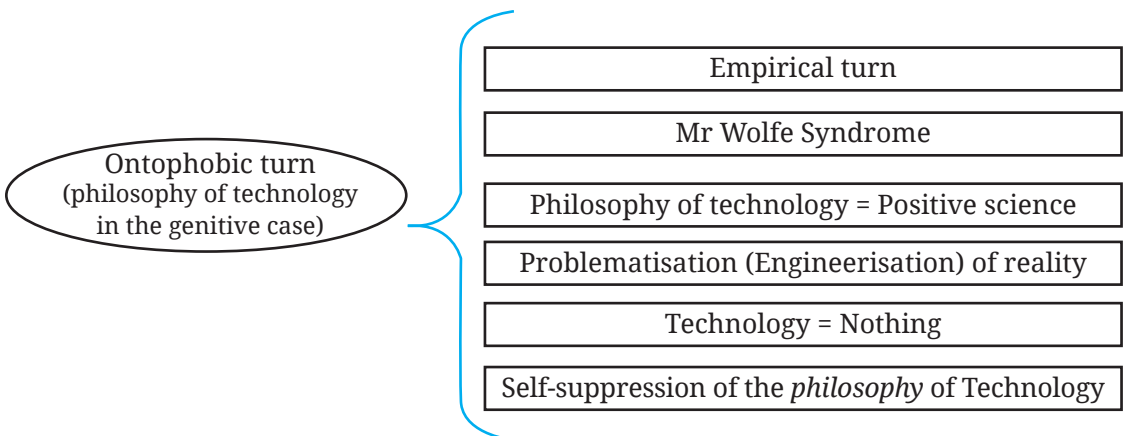 Ontophobic turn
(philosophy of technology
in the genitive case)
Empirical turn
Mr Wolfe Syndrome
Philosophy of technology = Positive science
Problematisation (Engineerisation) of reality
Technology = Nothing
Self-suppression of the philosophy of Technology